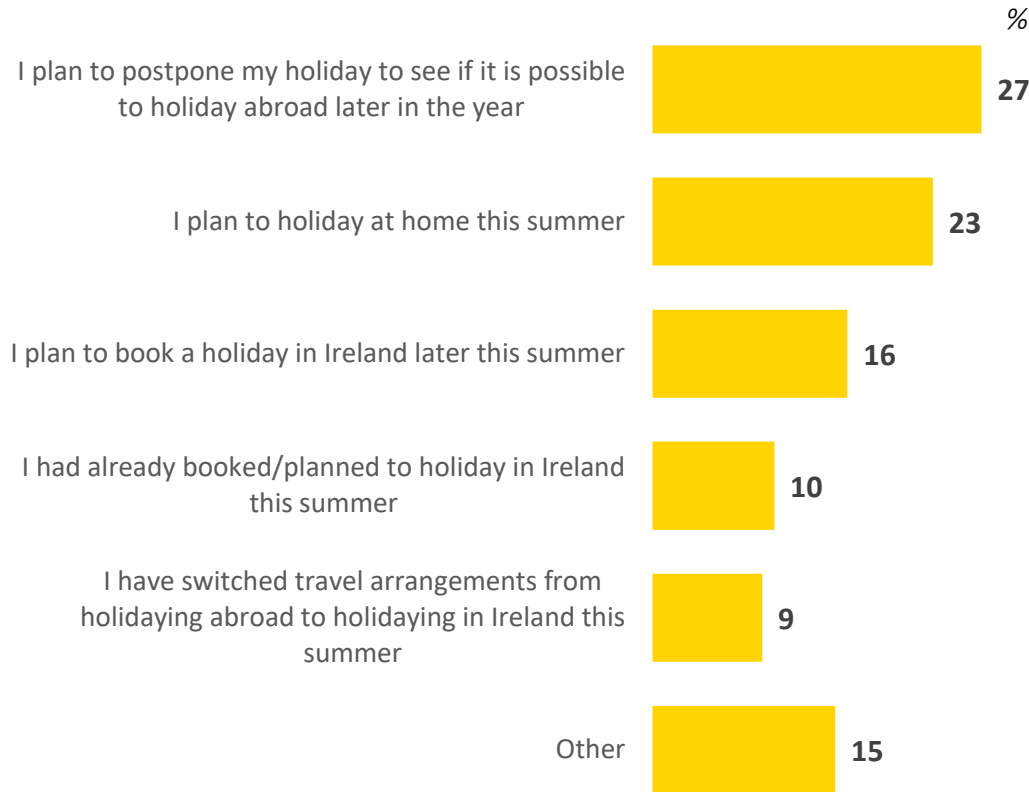 %
I plan to postpone my holiday to see if it is possible
to holiday abroad later in the year
27
I plan to holiday at home this summer
23
I plan to book a holiday in Ireland later this summer
16
I had already booked/planned to holiday in Ireland
this summer
10
I have switched travel arrangements from
holidaying abroad to holidaying in Ireland this
summer
9
Other
15